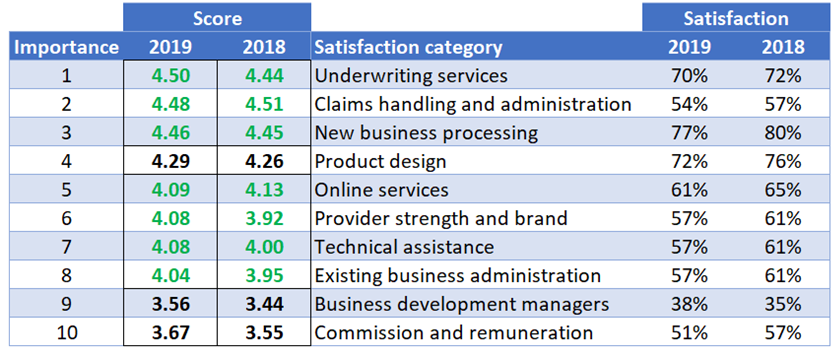 Score Satisfaction
Importance 2019 2018 Satisfaction category 2019 2018
1 4.50 4.44 Underwriting services 70% 72%
2 4.48 4.51 Claims handling and administration 54% 57%
3 4.46 4.45 New business processing 77% 80%
4 4.29 4.26 Product design 72% 76%
5 4.09 4.13 Online services 61% 65%
6 4.08 3.92 Provider strength and brand 57% 61%
7 4.08 4.00 Technical assistance 57% 61%
8 4.04 3.95 Existing business administration 57% 61%
9 3.56 3.44 Business development managers 38% 35%
10 3.67 3.55 Commission and remuneration 51% 57%